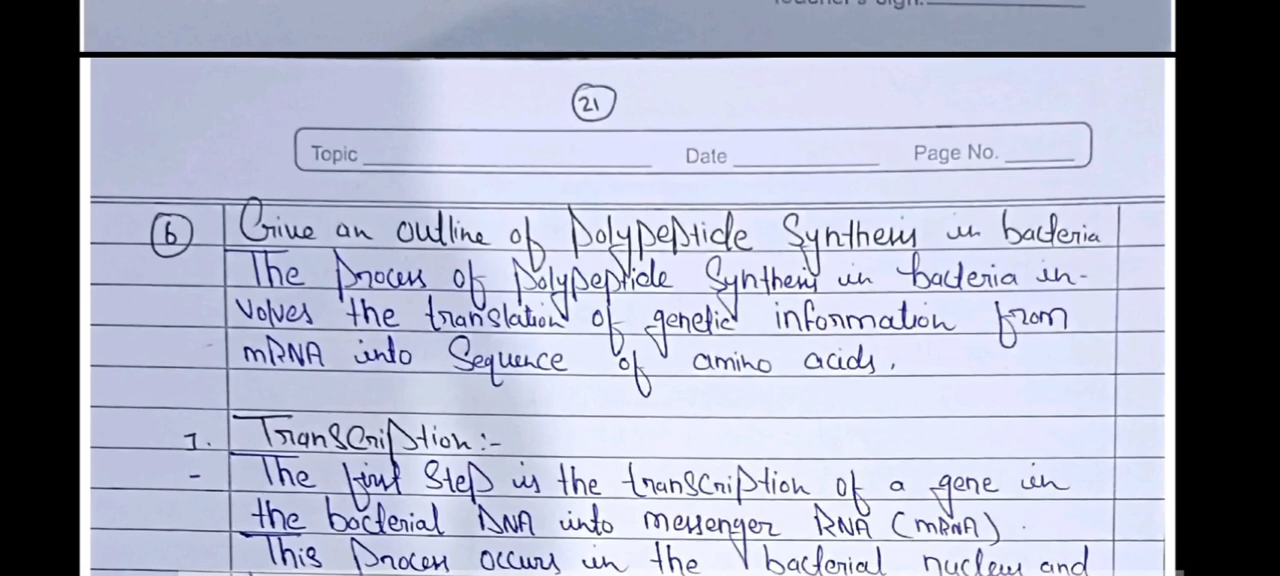 Teacher's Sign.
21
Topic Date Page No.
6 Give an outline of polypeptide Synthesis in bacteria
The process of polypeptide Synthesis in bacteria in-
volves the translation of genetic information from
mRNA into Sequence of amino acids.
1. Transcription:-
- The first Step is the transcription of a gene in
the bacterial DNA into messenger RNA (mRNA).
This process occurs in the bacterial nucleus and